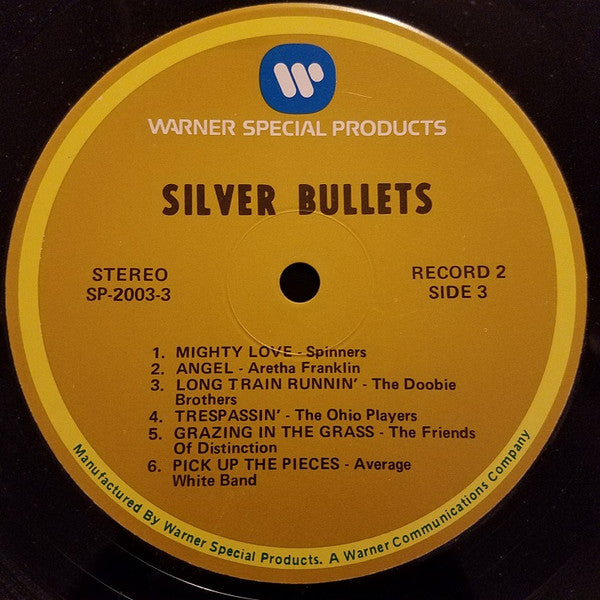 WARNER SPECIAL PRODUCTS
SILVER BULLETS
STEREO
SP-2003-3
RECORD 2
SIDE 3
1. MIGHTY LOVE - Spinners
2. ANGEL - Aretha Franklin
3. LONG TRAIN RUNNIN' - The Doobie
Brothers
4. TRESPASSIN' - The Ohio Players
5. GRAZING IN THE GRASS - The Friends
Of Distinction
6. PICK UP THE PIECES - Average
White Band
Manufactured By Warner Special Products. A Warner Communications Company